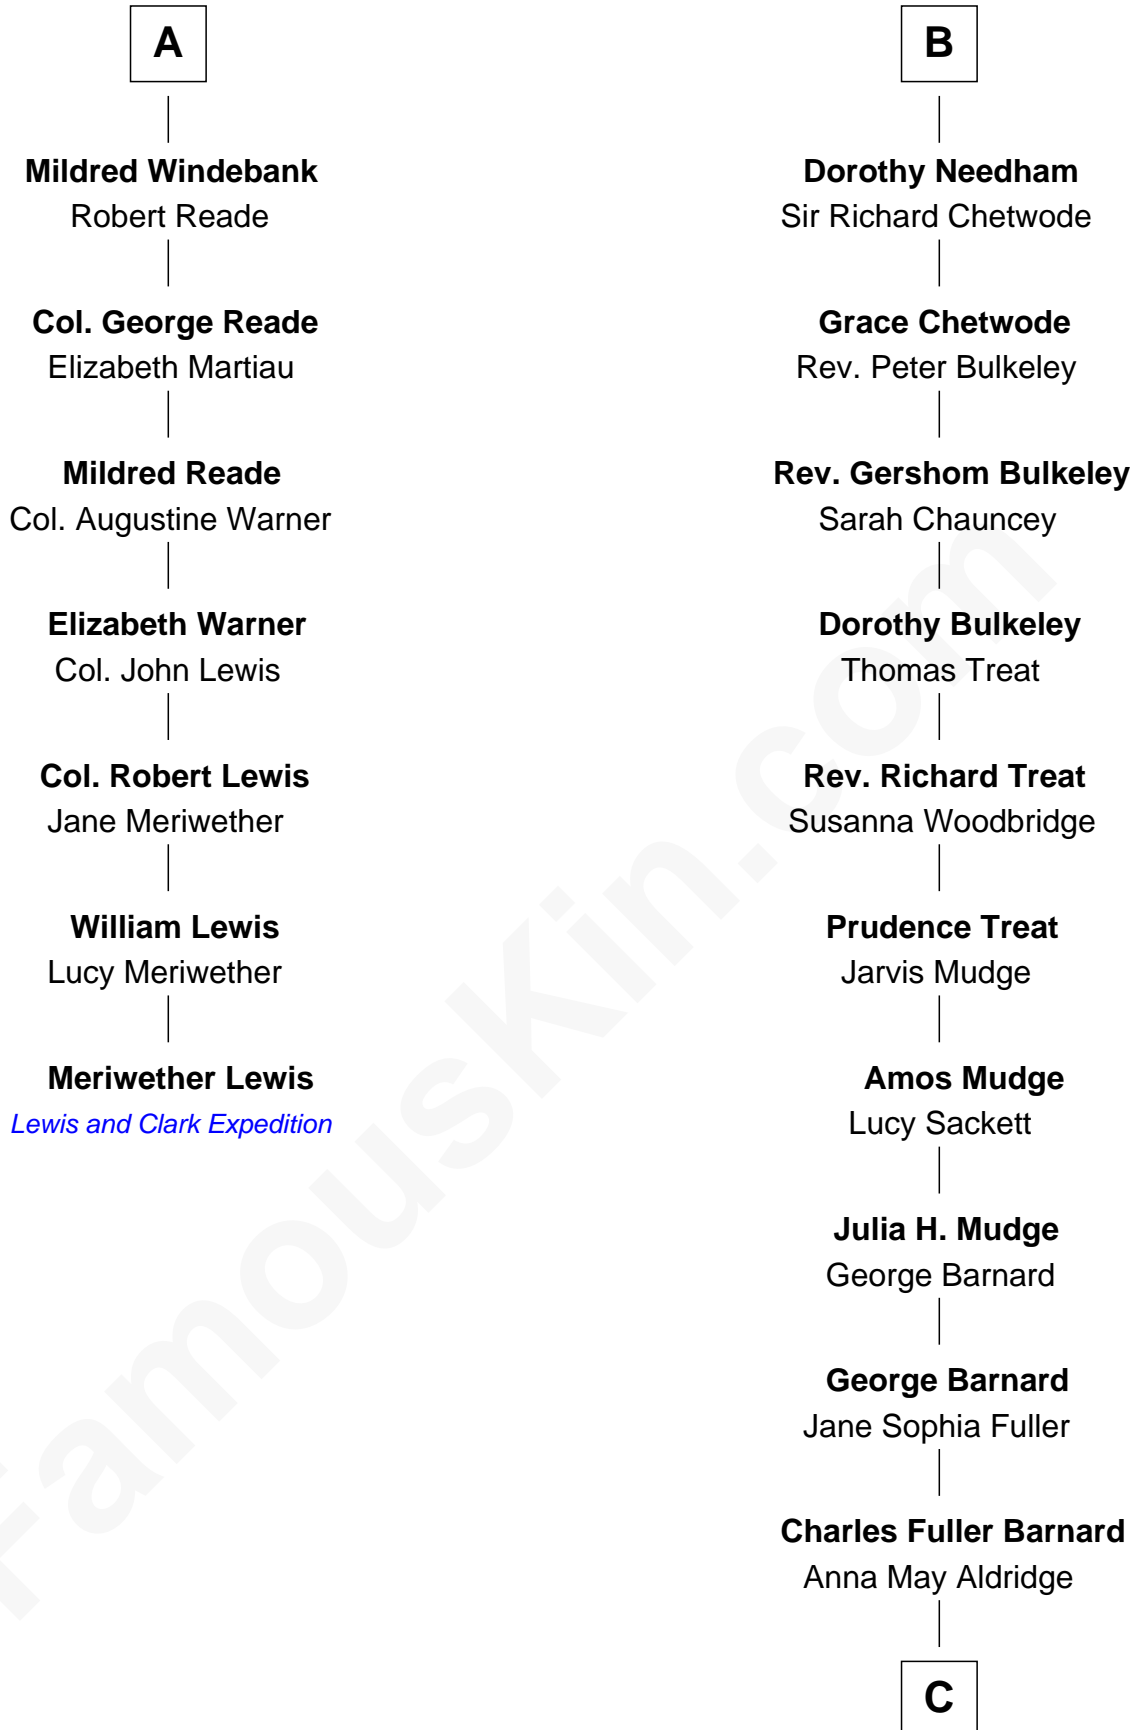 A
Mildred Windebank
Robert Reade
Col. George Reade
Elizabeth Martiau
Mildred Reade
Col. Augustine Warner
Elizabeth Warner
Col. John Lewis
Col. Robert Lewis
Jane Meriwether
William Lewis
Lucy Meriwether
Meriwether Lewis
Lewis and Clark Expedition
B
Dorothy Needham
Sir Richard Chetwode
Grace Chetwode
Rev. Peter Bulkeley
Rev. Gershom Bulkeley
Sarah Chauncey
Dorothy Bulkeley
Thomas Treat
Rev. Richard Treat
Susanna Woodbridge
Prudence Treat
Jarvis Mudge
Amos Mudge
Lucy Sackett
Julia H. Mudge
George Barnard
George Barnard
Jane Sophia Fuller
Charles Fuller Barnard
Anna May Aldridge
C
FamousKin.com